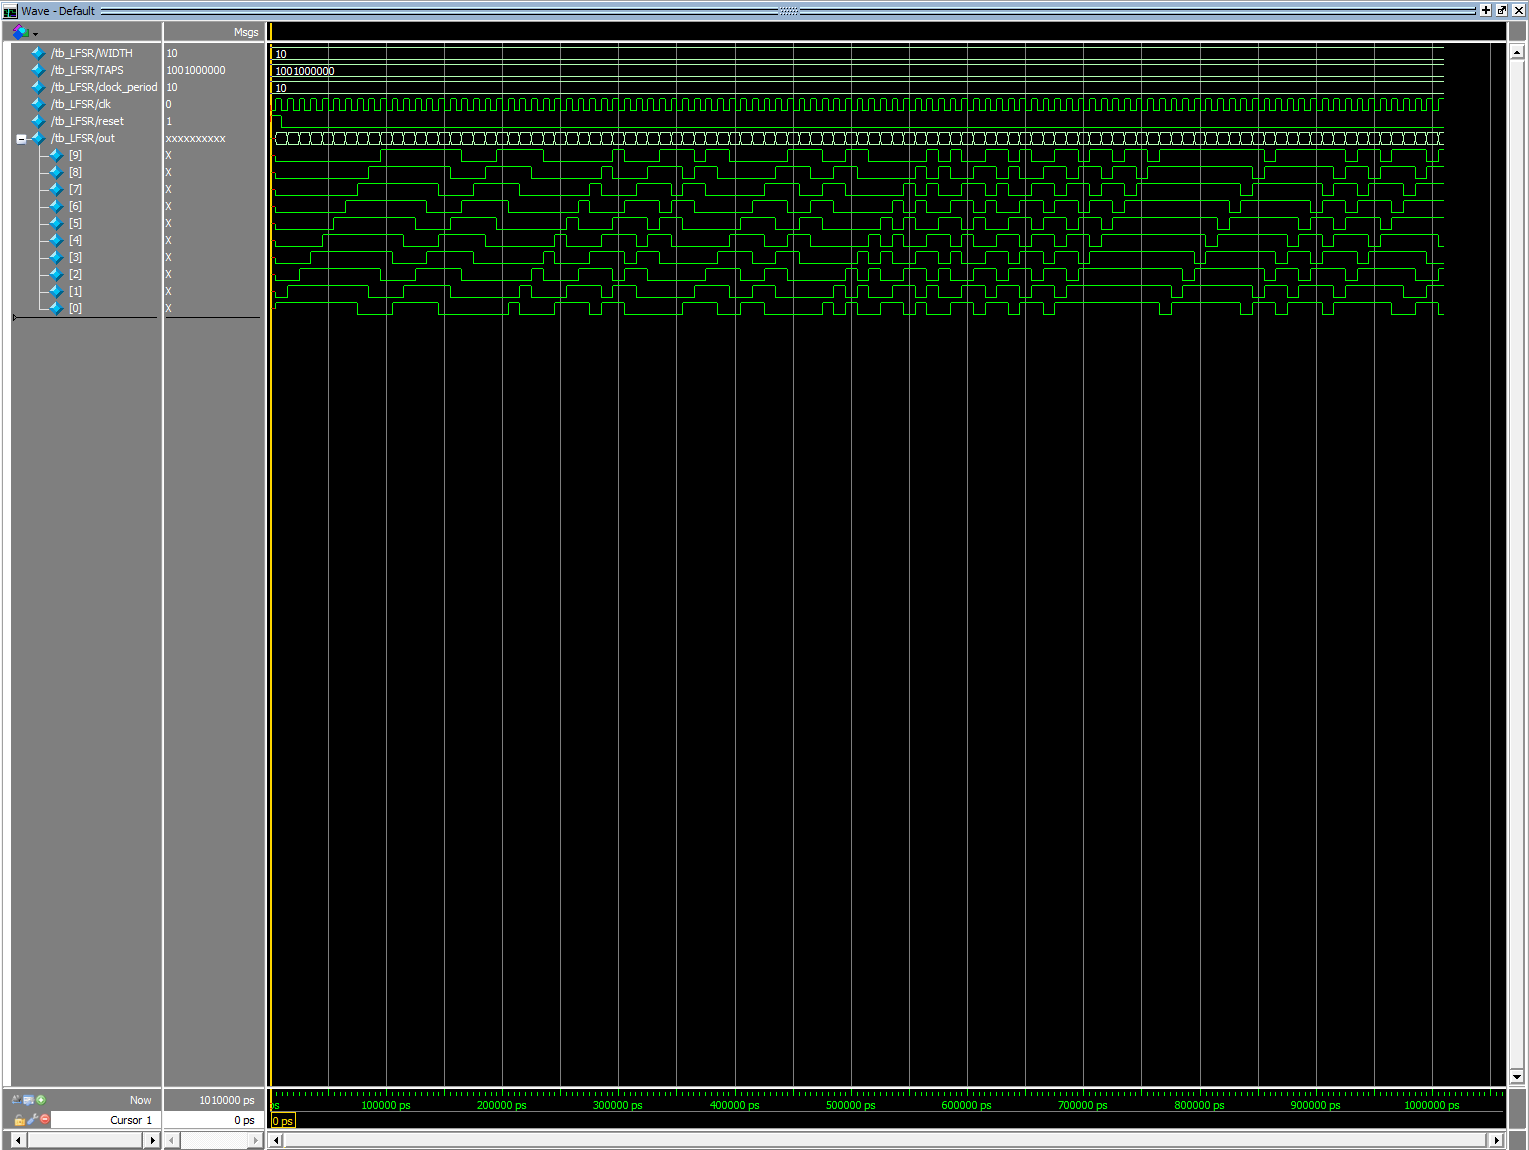 Wave - Default
Msgs
/tb_LFSR/WIDTH 10 10
/tb_LFSR/TAPS 1001000000 1001000000
/tb_LFSR/clock_period 10 10
/tb_LFSR/clk 0
/tb_LFSR/reset 1
/tb_LFSR/out xxxxxxxxxx
[9] X
[8] X
[7] X
[6] X
[5] X
[4] X
[3] X
[2] X
[1] X
[0] X
Now 1010000 ps ps 100000 ps 200000 ps 300000 ps 400000 ps 500000 ps 600000 ps 700000 ps 800000 ps 900000 ps 1000000 ps
Cursor 1 0 ps 0 ps